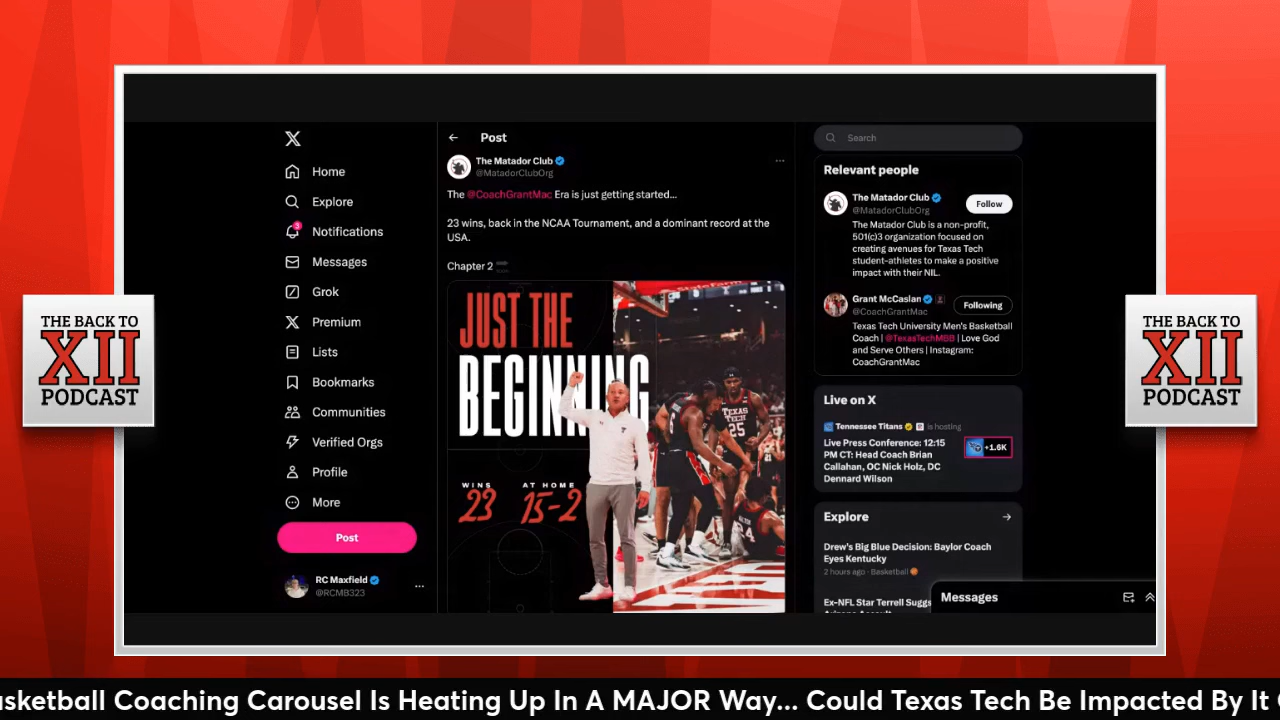 THE BACK TO
XII
PODCAST
Home
Explore
Notifications
3
Messages
Grok
Premium
Lists
Bookmarks
Communities
Verified Orgs
Profile
More
Post
RC Maxfield
@RCMB323
Post
The Matador Club
@MatadorClubOrg
The @CoachGrantMac Era is just getting started...
23 wins, back in the NCAA Tournament, and a dominant record at the
USA.
Chapter 2
JUST THE
BEGINNING
WINS
23
AT HOME
15-2
TEXAS
TECH
25
Search
Relevant people
The Matador Club
@MatadorClubOrg
Follow
The Matador Club is a non-profit,
501(c)3 organization focused on
creating avenues for Texas Tech
student-athletes to make a positive
impact with their NIL.
Grant McCaslan
@CoachGrantMac
Following
Texas Tech University Men's Basketball
Coach | @TexasTechMBB | Love God
and Serve Others | Instagram:
CoachGrantMac
Live on X
Tennessee Titans is hosting
Live Press Conference: 12:15
PM CT: Head Coach Brian
Callahan, OC Nick Holz, DC
Dennard Wilson
+1.6K
Explore
Drew's Big Blue Decision: Baylor Coach
Eyes Kentucky
2 hours ago · Basketball
Ex-NFL Star Terrell Suggs
Messages
THE BACK TO
XII
PODCAST
asketball Coaching Carousel Is Heating Up In A MAJOR Way... Could Texas Tech Be Impacted By It